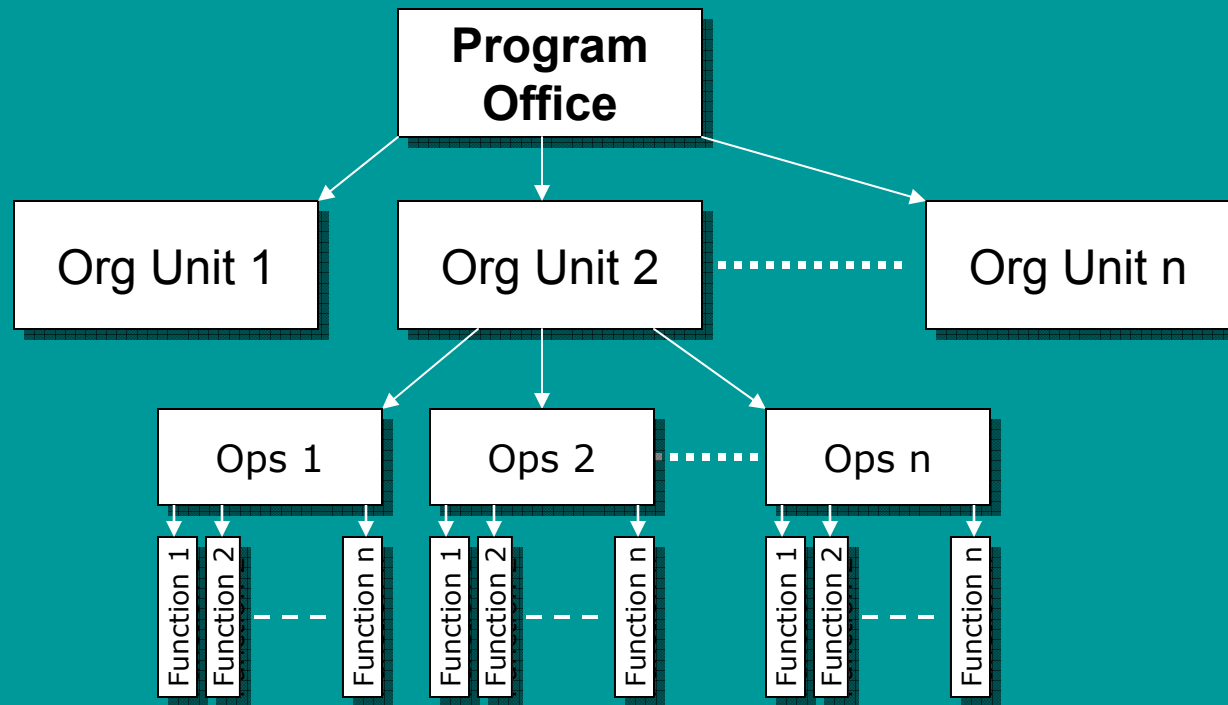 Program
Office
Org Unit 1
Org Unit 2
Org Unit n
Ops 1
Ops 2
Ops n
Function 1
Function 2
Function n
Function 1
Function 2
Function n
Function 1
Function 2
Function n